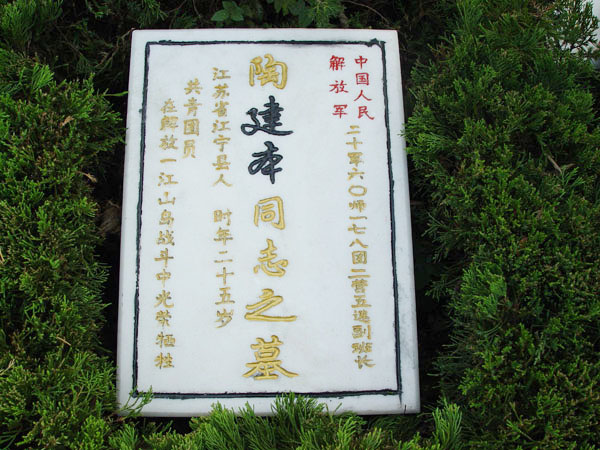 中国人民
解放军
二十军六〇师一七八团二营五连副班长
陶建本同志之墓
江苏省江宁县人 时年二十五岁
共青团员
在解放一江山岛战斗中光荣牺牲